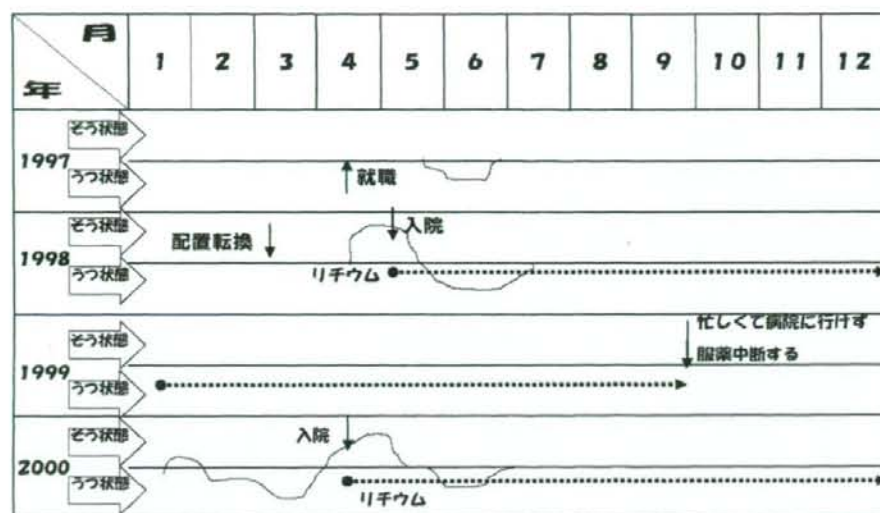 月
年
1 2 3 4 5 6 7 8 9 10 11 12
1997
そう状態
うつ状態
就職
1998
そう状態
うつ状態
配置転換
入院
リチウム
1999
そう状態
うつ状態
忙しくて病院に行けず
服薬中断する
2000
そう状態
うつ状態
入院
リチウム